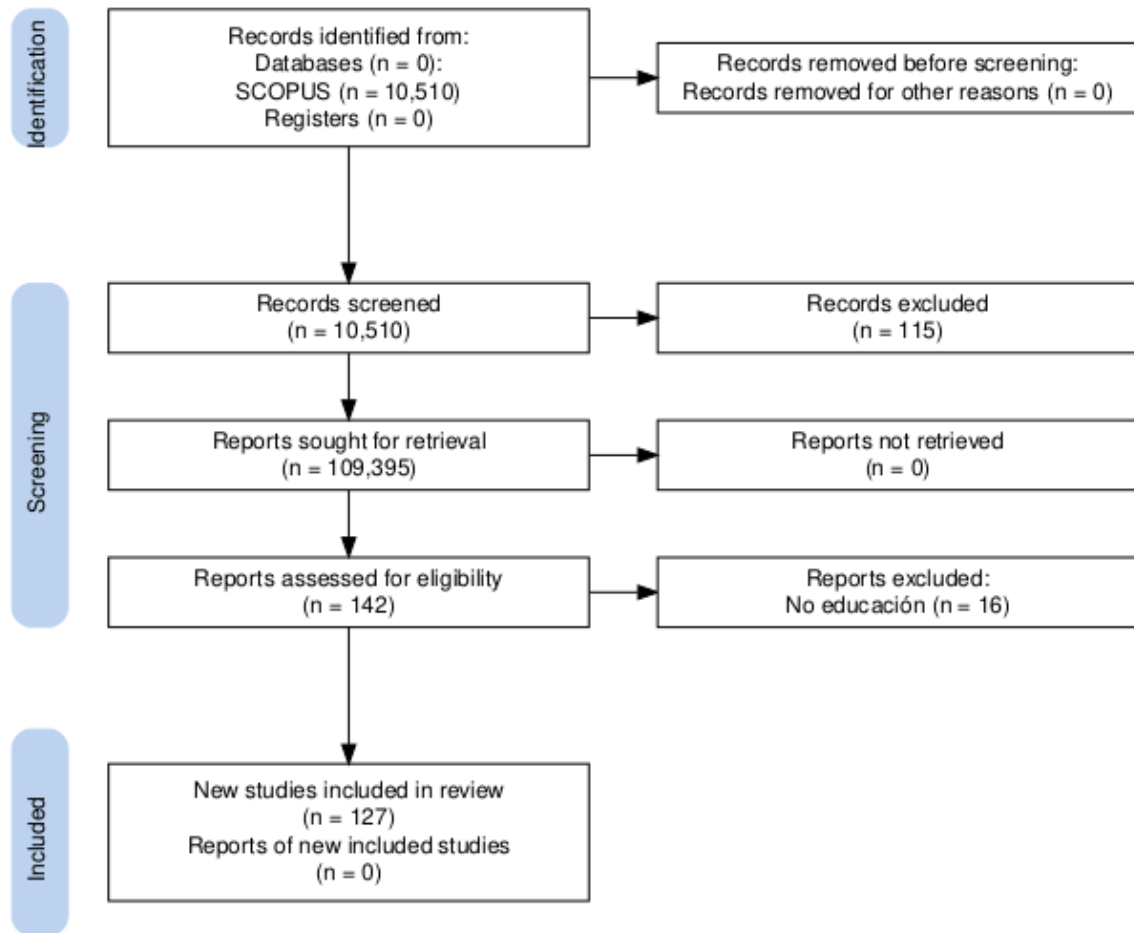 Identification
Records identified from:
Databases (n = 0):
SCOPUS (n = 10,510)
Registers (n = 0)
Records removed before screening:
Records removed for other reasons (n = 0)
Screening
Records screened
(n = 10,510)
Records excluded
(n = 115)
Reports sought for retrieval
(n = 109,395)
Reports not retrieved
(n = 0)
Reports assessed for eligibility
(n = 142)
Reports excluded:
No educación (n = 16)
Included
New studies included in review
(n = 127)
Reports of new included studies
(n = 0)